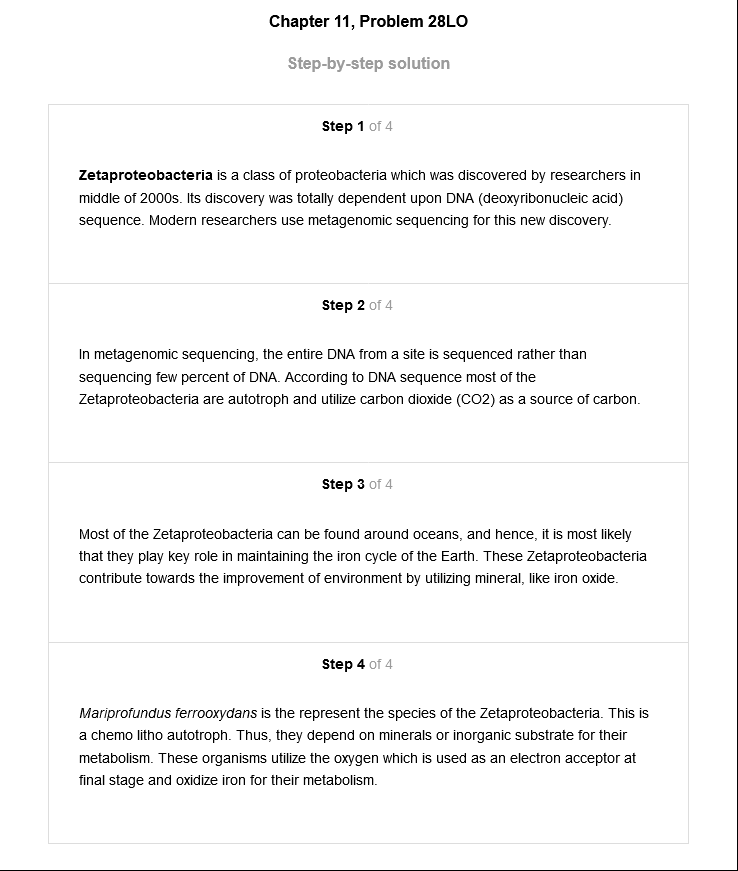 Chapter 11, Problem 28LO
Step-by-step solution
Step 1 of 4
Zetaproteobacteria is a class of proteobacteria which was discovered by researchers in
middle of 2000s. Its discovery was totally dependent upon DNA (deoxyribonucleic acid)
sequence. Modern researchers use metagenomic sequencing for this new discovery.
Step 2 of 4
In metagenomic sequencing, the entire DNA from a site is sequenced rather than
sequencing few percent of DNA. According to DNA sequence most of the
Zetaproteobacteria are autotroph and utilize carbon dioxide (CO2) as a source of carbon.
Step 3 of 4
Most of the Zetaproteobacteria can be found around oceans, and hence, it is most likely
that they play key role in maintaining the iron cycle of the Earth. These Zetaproteobacteria
contribute towards the improvement of environment by utilizing mineral, like iron oxide.
Step 4 of 4
Mariprofundus ferrooxydans is the represent the species of the Zetaproteobacteria. This is
a chemo litho autotroph. Thus, they depend on minerals or inorganic substrate for their
metabolism. These organisms utilize the oxygen which is used as an electron acceptor at
final stage and oxidize iron for their metabolism.